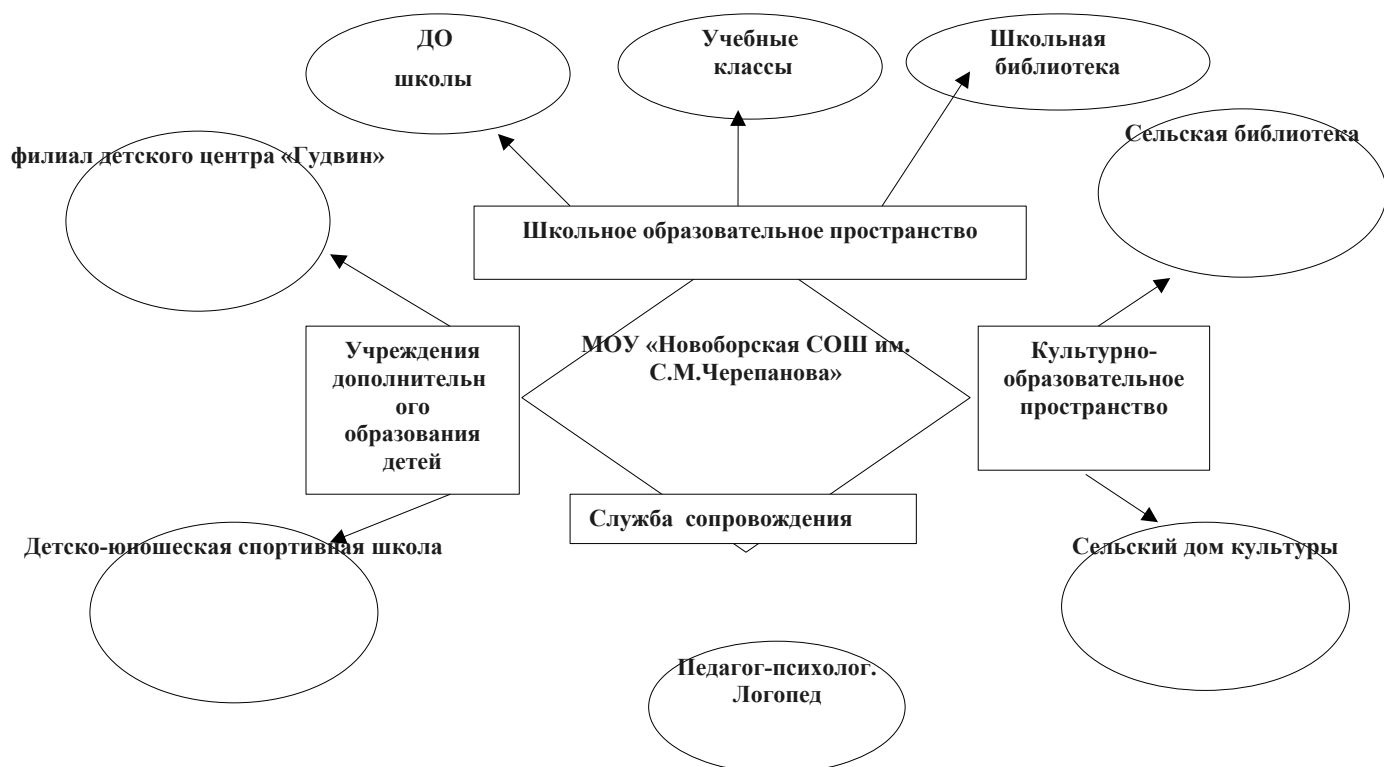 ДО
школы
Учебные
классы
Школьная
библиотека
филиал детского центра «Гудвин»
Сельская библиотека
Школьное образовательное пространство
Учреждения
дополнительн
ого
образования
детей
МОУ «Новоборская СОШ им.
С.М.Черепанова»
Культурно-
образовательное
пространство
Служба сопровождения
Детско-юношеская спортивная школа
Сельский дом культуры
Педагог-психолог.
Логопед